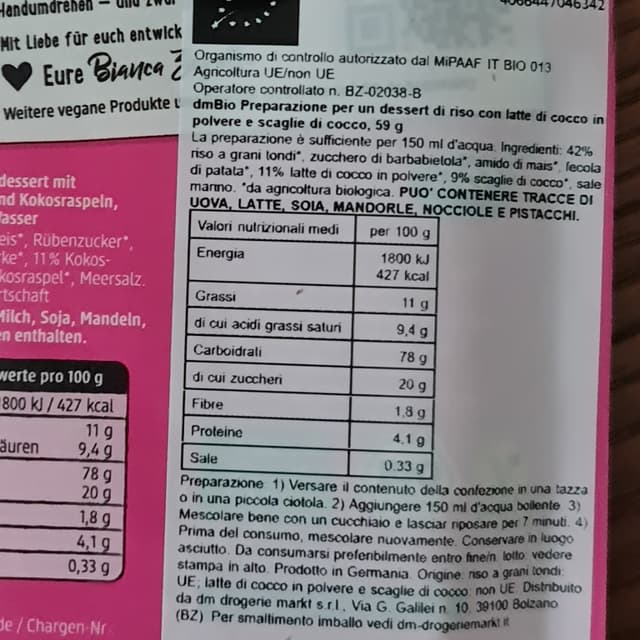 Handumdrehen – und zwar
Mit Liebe für euch entwick
Eure Bianca Z
Weitere vegane Produkte u
dessert mit
nd Kokosraspeln,
asser
eis*, Rübenzucker*,
ke*, 11% Kokos-
kosraspel*, Meersalz.
tschaft
Milch, Soja, Mandeln,
en enthalten.
werte pro 100 g
800 kJ / 427 kcal
11 g
äuren 9,4 g
78 g
20 g
1,8 g
4,1 g
0,33 g
de / Chargen-Nr.
4066447046342
Organismo di controllo autorizzato dal MiPAAF IT BIO 013
Agricoltura UE/non UE
Operatore controllato n. BZ-02038-B
dmBio Preparazione per un dessert di riso con latte di cocco in
polvere e scaglie di cocco, 59 g
La preparazione è sufficiente per 150 ml d'acqua. Ingredienti: 42%
riso a grani tondi*, zucchero di barbabietola*, amido di mais*, fecola
di patata*, 11% latte di cocco in polvere*, 9% scaglie di cocco*, sale
marino. *da agricoltura biologica. PUO' CONTENERE TRACCE DI
UOVA, LATTE, SOIA, MANDORLE, NOCCIOLE E PISTACCHI.
Valori nutrizionali medi per 100 g
Energia 1800 kJ
427 kcal
Grassi 11 g
di cui acidi grassi saturi 9,4 g
Carboidrati 78 g
di cui zuccheri 20 g
Fibre 1,8 g
Proteine 4,1 g
Sale 0,33 g
Preparazione: 1) Versare il contenuto della confezione in una tazza
o in una piccola ciotola. 2) Aggiungere 150 ml d'acqua bollente. 3)
Mescolare bene con un cucchiaio e lasciar riposare per 7 minuti. 4)
Prima del consumo, mescolare nuovamente. Conservare in luogo
asciutto. Da consumarsi preferibilmente entro fine/n. lotto: vedere
stampa in alto. Prodotto in Germania. Origine: riso a grani tondi:
UE; latte di cocco in polvere e scaglie di cocco: non UE. Distribuito
da dm drogerie markt s.r.l., Via G. Galilei n. 10, 39100 Bolzano
(BZ) Per smaltimento imballo vedi dm-drogeriemarkt.it